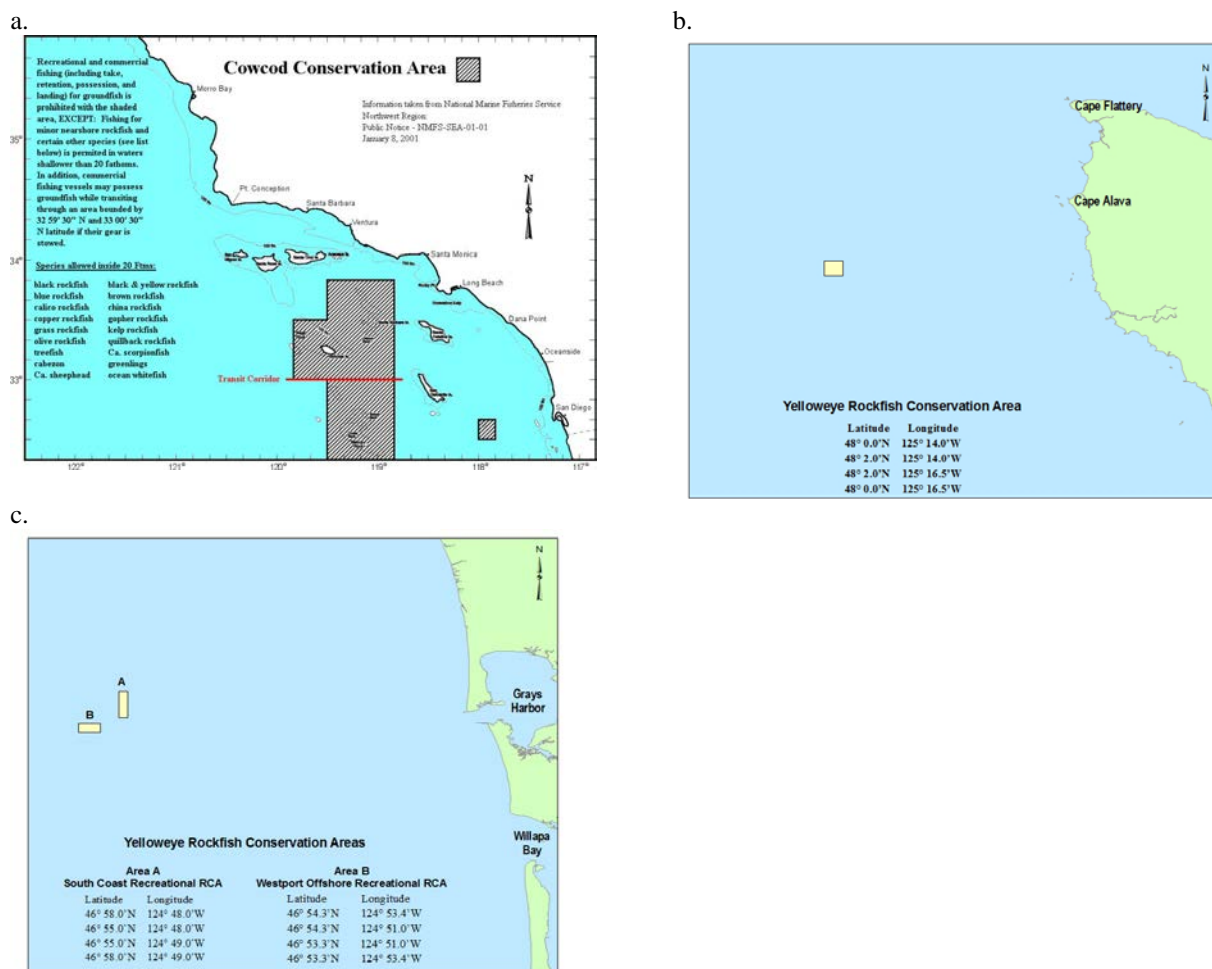 a.
Recreational and commercial
fishing (including take,
retention, possession, and
landing) for groundfish is
prohibited with the shaded
area, EXCEPT: Fishing for
minor nearshore rockfish and
certain other species (see list
below) is permited in waters
shallower than 20 fathoms.
In addition, commercial
fishing vessels may possess
groundfish while transiting
through an area bounded by
32 59' 30" N and 33 00' 30"
N latitude if their gear is
stowed.
Species allowed inside 20 Ftms:
black rockfish black & yellow rockfish
blue rockfish brown rockfish
calico rockfish china rockfish
copper rockfish gopher rockfish
grass rockfish kelp rockfish
olive rockfish quillback rockfish
treefish Ca. scorpionfish
cabezon greenlings
Ca. sheephead ocean whitefish
Cowcod Conservation Area
Information taken from National Marine Fisheries Service
Northwest Region:
Public Notice - NMFS-SEA-01-01
January 8, 2001
N
Morro Bay
Pt. Conception
Santa Barbara
Ventura
Santa Monica
Long Beach
Dana Point
Oceanside
San Diego
Transit Corridor
35°
34°
33°
122° 121° 120° 119° 118° 117°
b.
N
Cape Flattery
Cape Alava
Yelloweye Rockfish Conservation Area
Latitude Longitude
48° 0.0'N 125° 14.0'W
48° 2.0'N 125° 14.0'W
48° 2.0'N 125° 16.5'W
48° 0.0'N 125° 16.5'W
c.
N
A
B
Grays
Harbor
Willapa
Bay
Yelloweye Rockfish Conservation Areas
Area A
South Coast Recreational RCA
Latitude Longitude
46° 58.0'N 124° 48.0'W
46° 55.0'N 124° 48.0'W
46° 55.0'N 124° 49.0'W
46° 58.0'N 124° 49.0'W
Area B
Westport Offshore Recreational RCA
Latitude Longitude
46° 54.3'N 124° 53.4'W
46° 54.3'N 124° 51.0'W
46° 53.3'N 124° 51.0'W
46° 53.3'N 124° 53.4'W